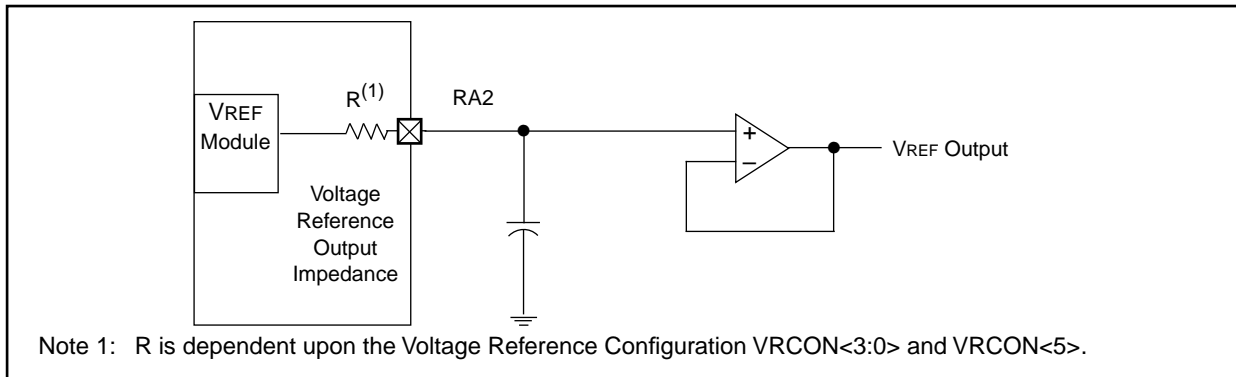 R(1)
RA2
VREF
Module
+
–
VREF Output
Voltage
Reference
Output
Impedance
Note 1: R is dependent upon the Voltage Reference Configuration VRCON<3:0> and VRCON<5>.